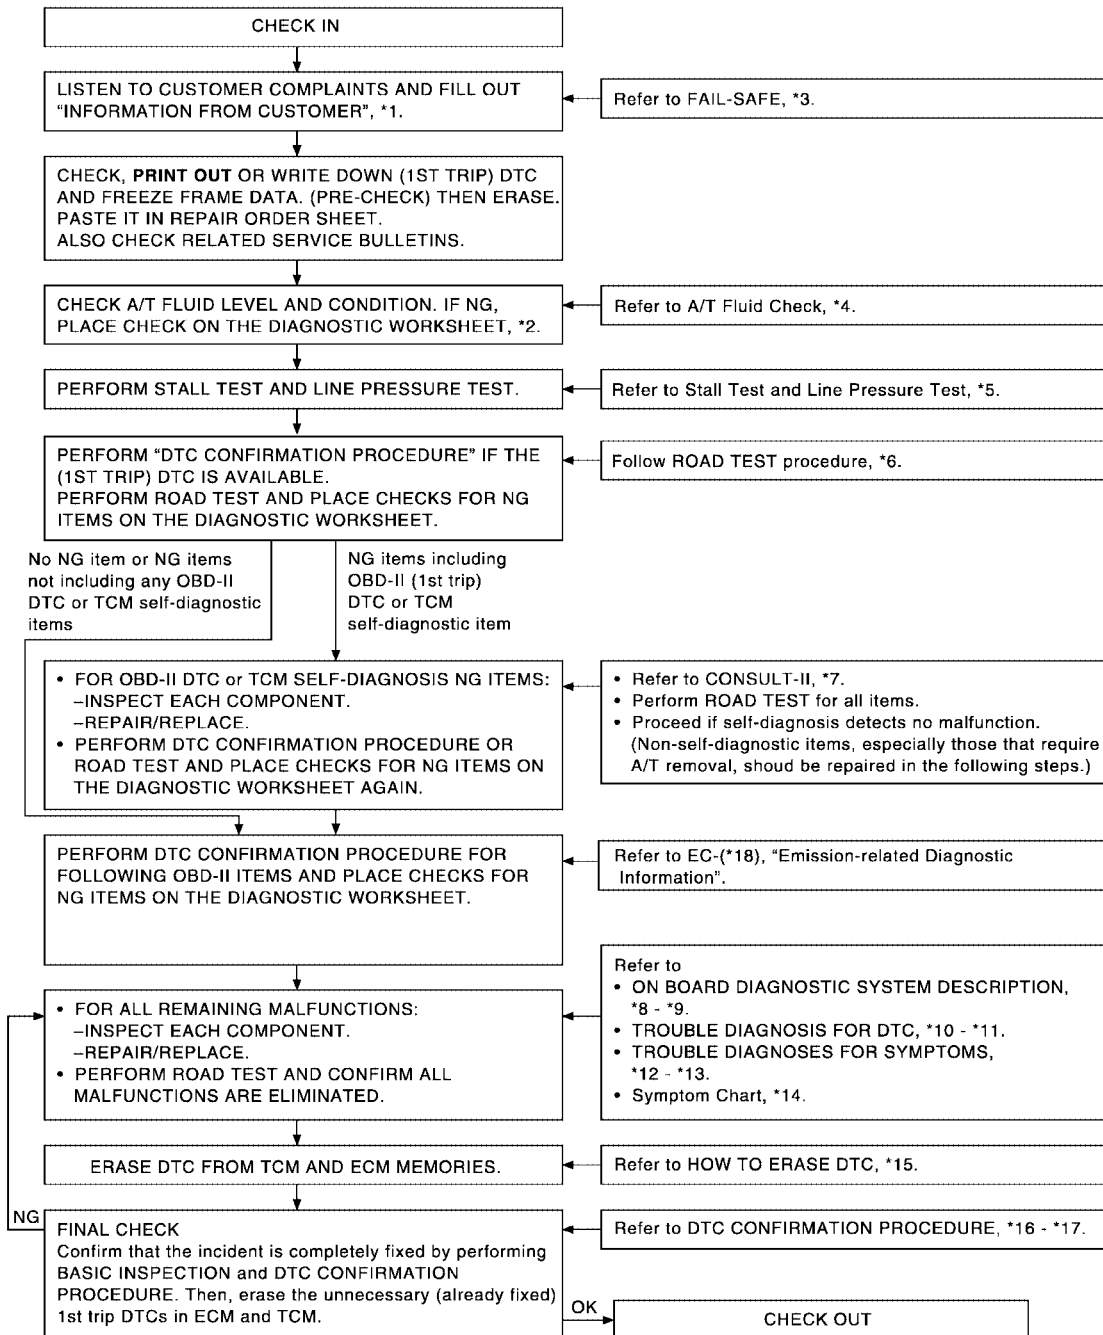 CHECK IN
LISTEN TO CUSTOMER COMPLAINTS AND FILL OUT
“INFORMATION FROM CUSTOMER”, *1.
Refer to FAIL-SAFE, *3.
CHECK, PRINT OUT OR WRITE DOWN (1ST TRIP) DTC
AND FREEZE FRAME DATA. (PRE-CHECK) THEN ERASE.
PASTE IT IN REPAIR ORDER SHEET.
ALSO CHECK RELATED SERVICE BULLETINS.
CHECK A/T FLUID LEVEL AND CONDITION. IF NG,
PLACE CHECK ON THE DIAGNOSTIC WORKSHEET, *2.
Refer to A/T Fluid Check, *4.
PERFORM STALL TEST AND LINE PRESSURE TEST.
Refer to Stall Test and Line Pressure Test, *5.
PERFORM “DTC CONFIRMATION PROCEDURE” IF THE
(1ST TRIP) DTC IS AVAILABLE.
PERFORM ROAD TEST AND PLACE CHECKS FOR NG
ITEMS ON THE DIAGNOSTIC WORKSHEET.
Follow ROAD TEST procedure, *6.
No NG item or NG items
not including any OBD-II
DTC or TCM self-diagnostic
items
NG items including
OBD-II (1st trip)
DTC or TCM
self-diagnostic item
• FOR OBD-II DTC or TCM SELF-DIAGNOSIS NG ITEMS:
–INSPECT EACH COMPONENT.
–REPAIR/REPLACE.
• PERFORM DTC CONFIRMATION PROCEDURE OR
ROAD TEST AND PLACE CHECKS FOR NG ITEMS ON
THE DIAGNOSTIC WORKSHEET AGAIN.
• Refer to CONSULT-II, *7.
• Perform ROAD TEST for all items.
• Proceed if self-diagnosis detects no malfunction.
(Non-self-diagnostic items, especially those that require
A/T removal, shoud be repaired in the following steps.)
PERFORM DTC CONFIRMATION PROCEDURE FOR
FOLLOWING OBD-II ITEMS AND PLACE CHECKS FOR
NG ITEMS ON THE DIAGNOSTIC WORKSHEET.
Refer to EC-(*18), “Emission-related Diagnostic
Information”.
• FOR ALL REMAINING MALFUNCTIONS:
–INSPECT EACH COMPONENT.
–REPAIR/REPLACE.
• PERFORM ROAD TEST AND CONFIRM ALL
MALFUNCTIONS ARE ELIMINATED.
Refer to
• ON BOARD DIAGNOSTIC SYSTEM DESCRIPTION,
*8 - *9.
• TROUBLE DIAGNOSIS FOR DTC, *10 - *11.
• TROUBLE DIAGNOSES FOR SYMPTOMS,
*12 - *13.
• Symptom Chart, *14.
ERASE DTC FROM TCM AND ECM MEMORIES.
Refer to HOW TO ERASE DTC, *15.
NG
FINAL CHECK
Confirm that the incident is completely fixed by performing
BASIC INSPECTION and DTC CONFIRMATION
PROCEDURE. Then, erase the unnecessary (already fixed)
1st trip DTCs in ECM and TCM.
Refer to DTC CONFIRMATION PROCEDURE, *16 - *17.
OK
CHECK OUT